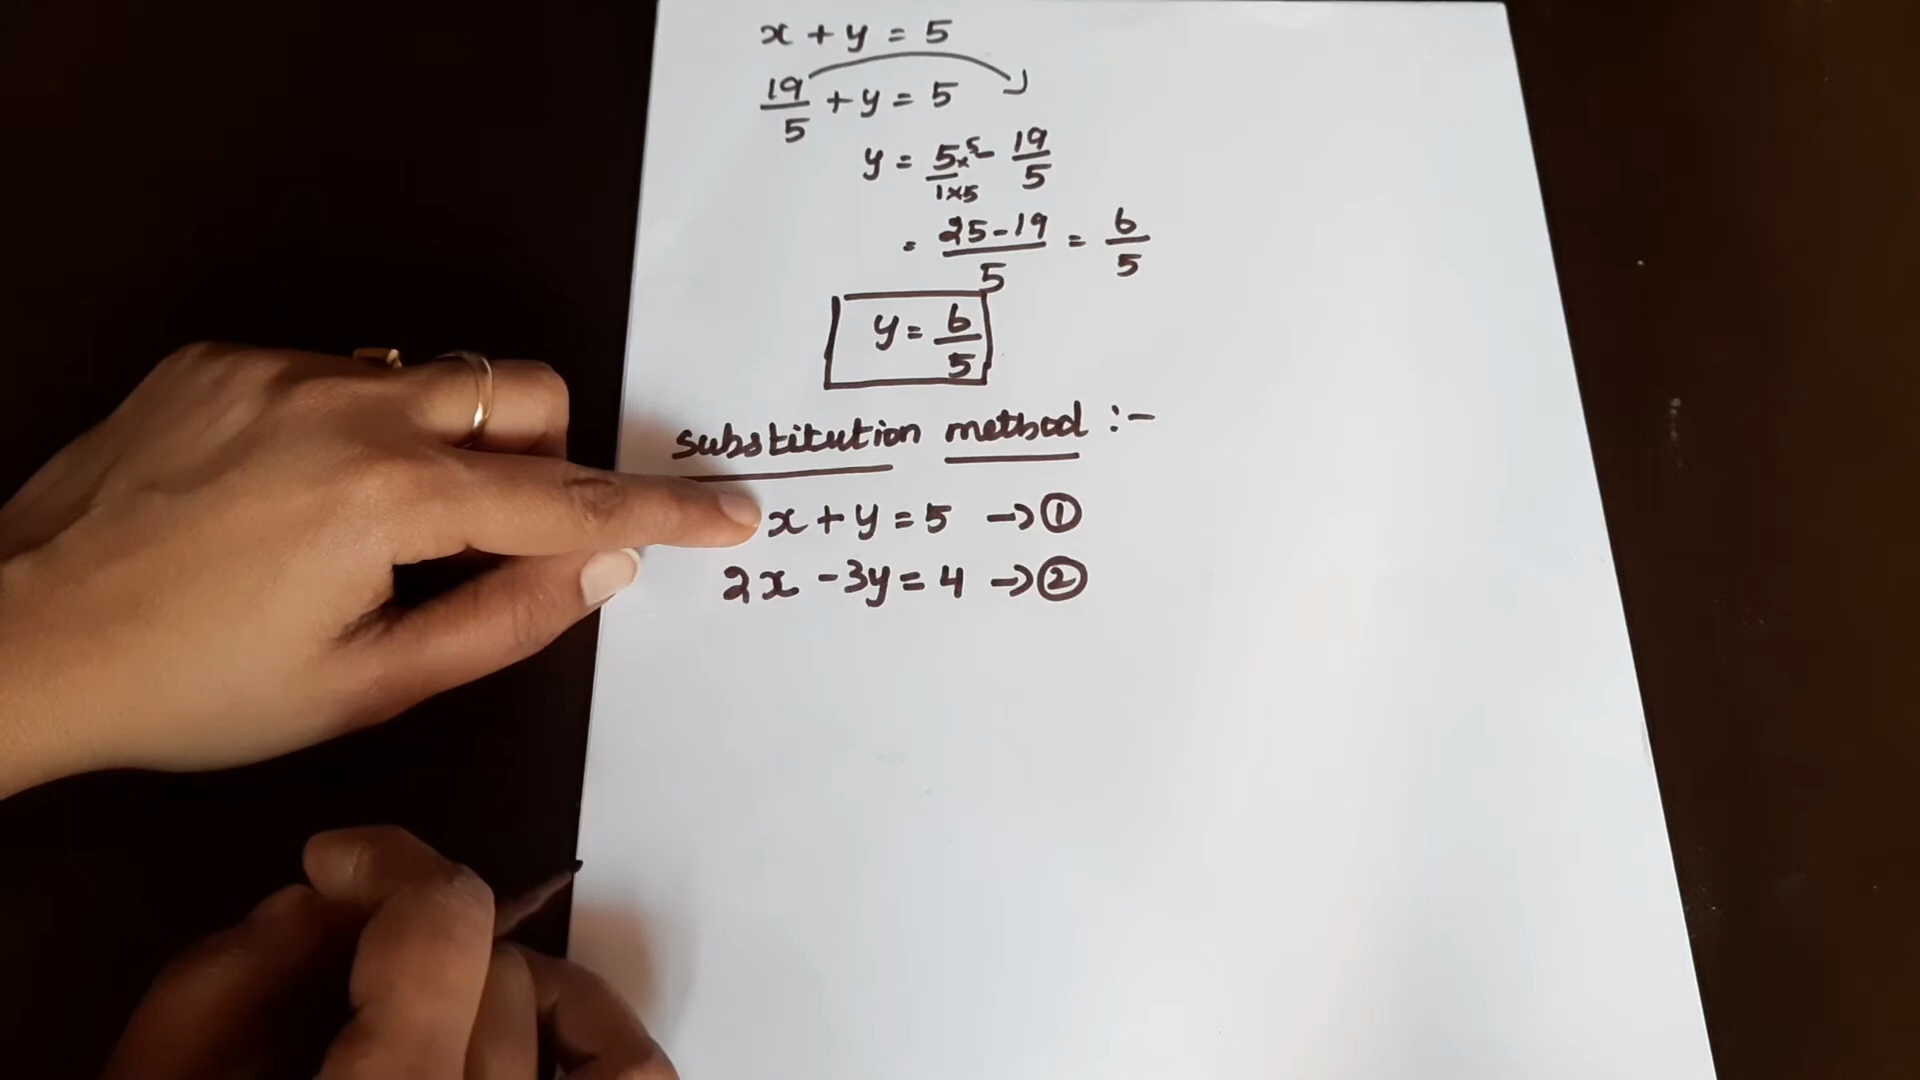 x + y = 5
19/5 + y = 5
y = 5×5/1×5 - 19/5
= 25-19/5 = 6/5
y = 6/5
substitution method :-
x + y = 5 → ①
2x - 3y = 4 → ②